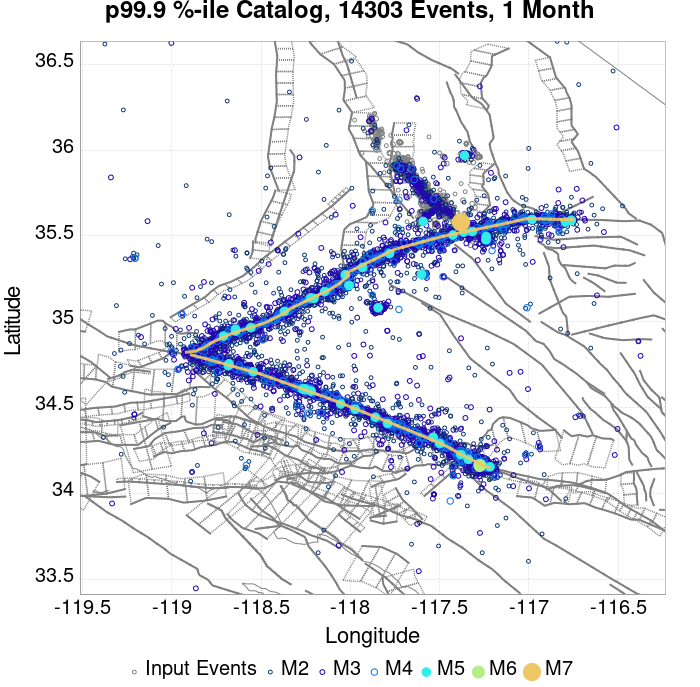 p99.9 %-ile Catalog, 14303 Events, 1 Month
36.5
36
35.5
35
34.5
34
33.5
Latitude
-119.5 -119 -118.5 -118 -117.5 -117 -116.5
Longitude
Input Events M2 M3 M4 M5 M6 M7